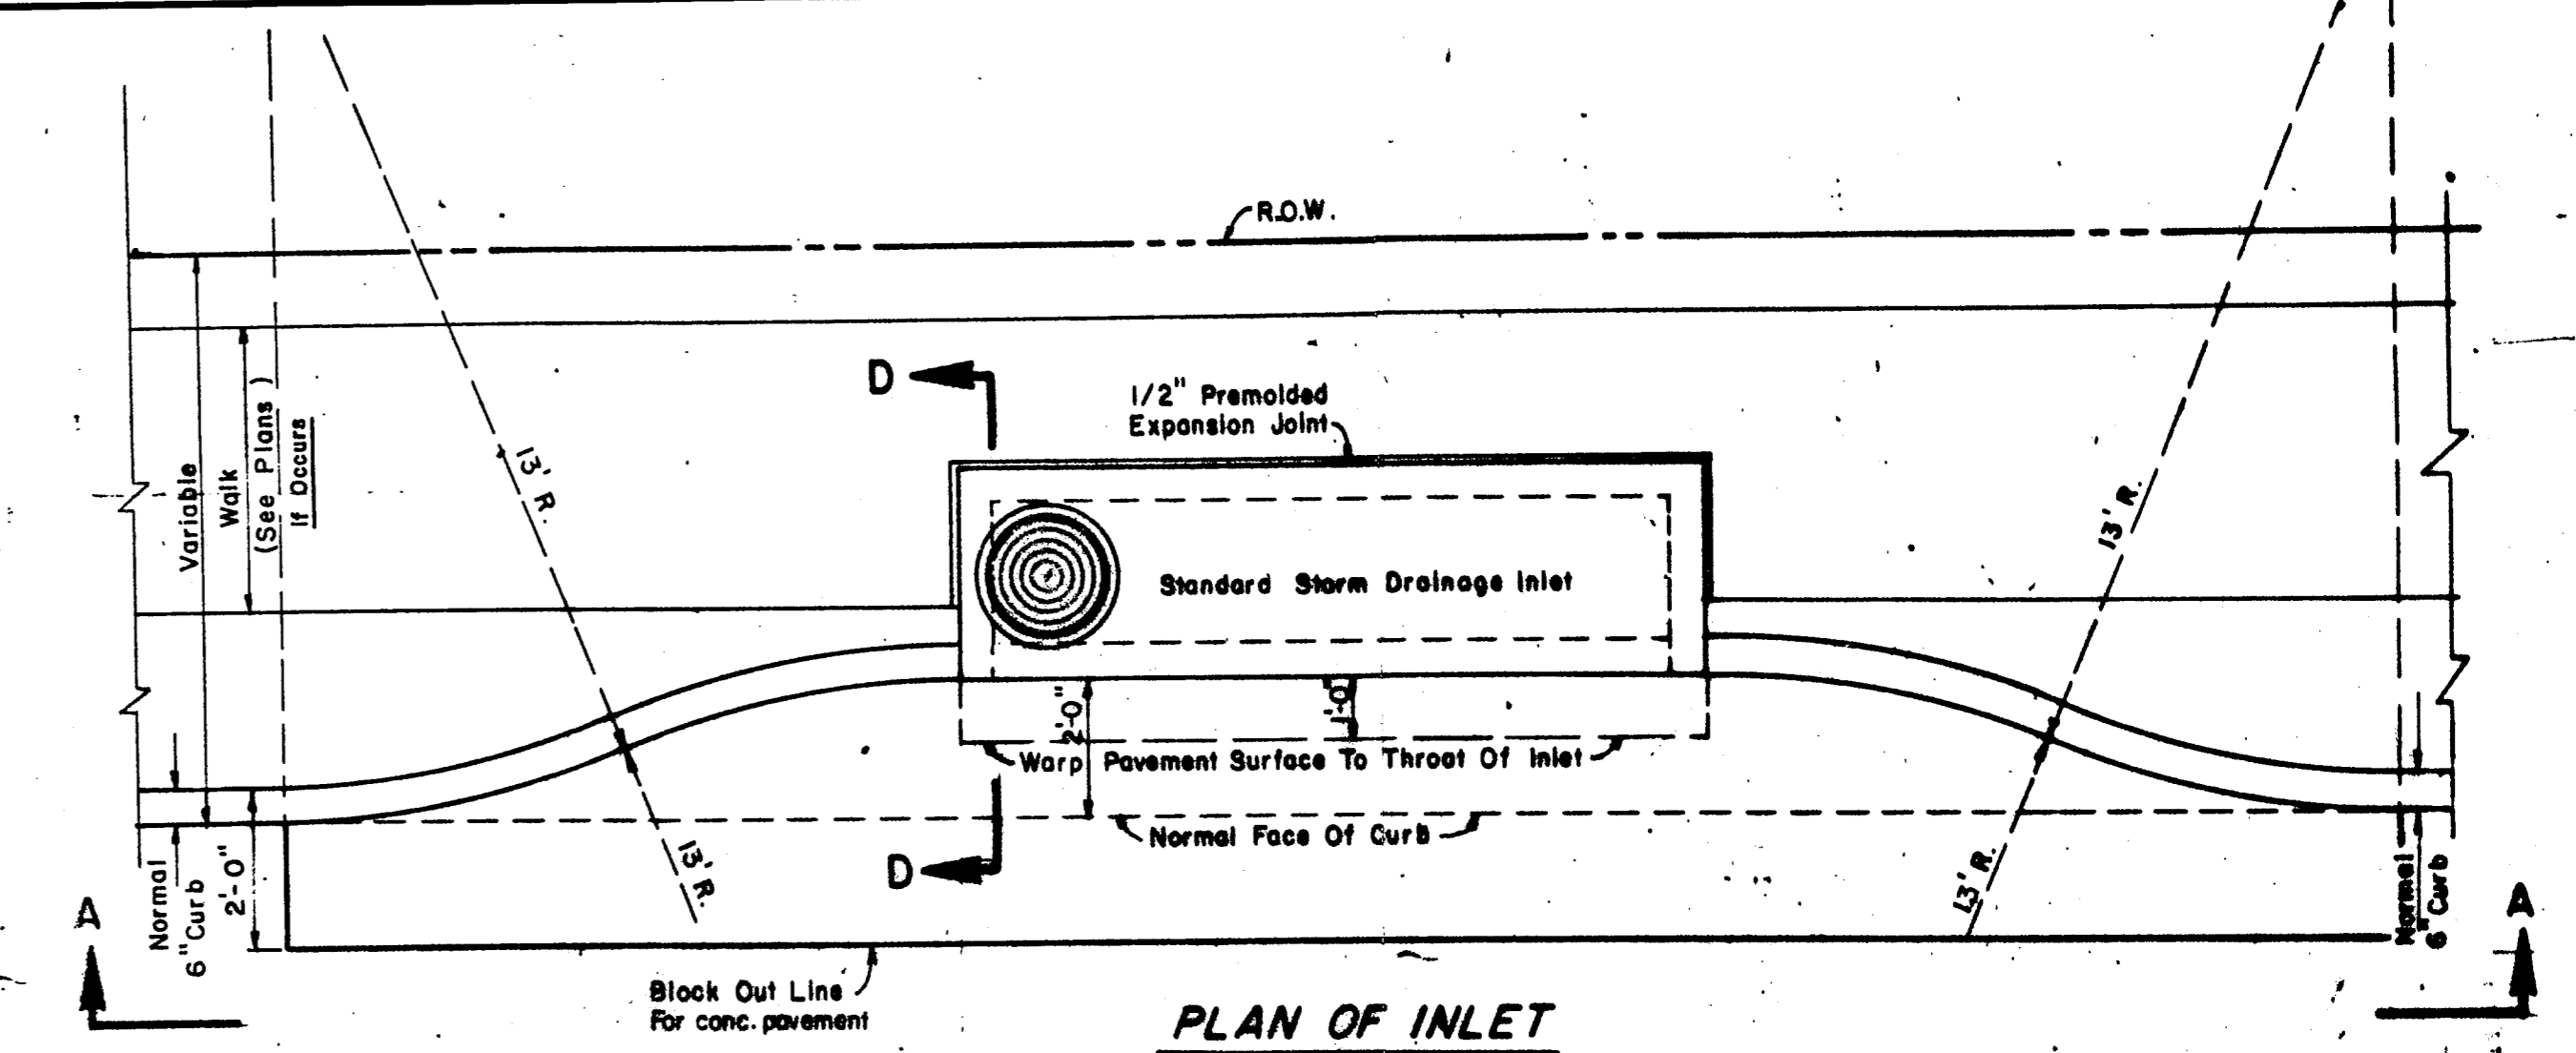 R.O.W.
D
1/2" Premolded
Expansion Joint
Variable
Walk
(See Plans)
If Occurs
13' R.
13' R.
Standard Storm Drainage Inlet
2'-0"
1'-0"
Warp Pavement Surface To Throat Of Inlet
Normal Face Of Curb
D
13' R.
13' R.
Normal
6" Curb
2'-0"
Normal
6" Curb
A
A
Block Out Line
For conc. pavement
PLAN OF INLET